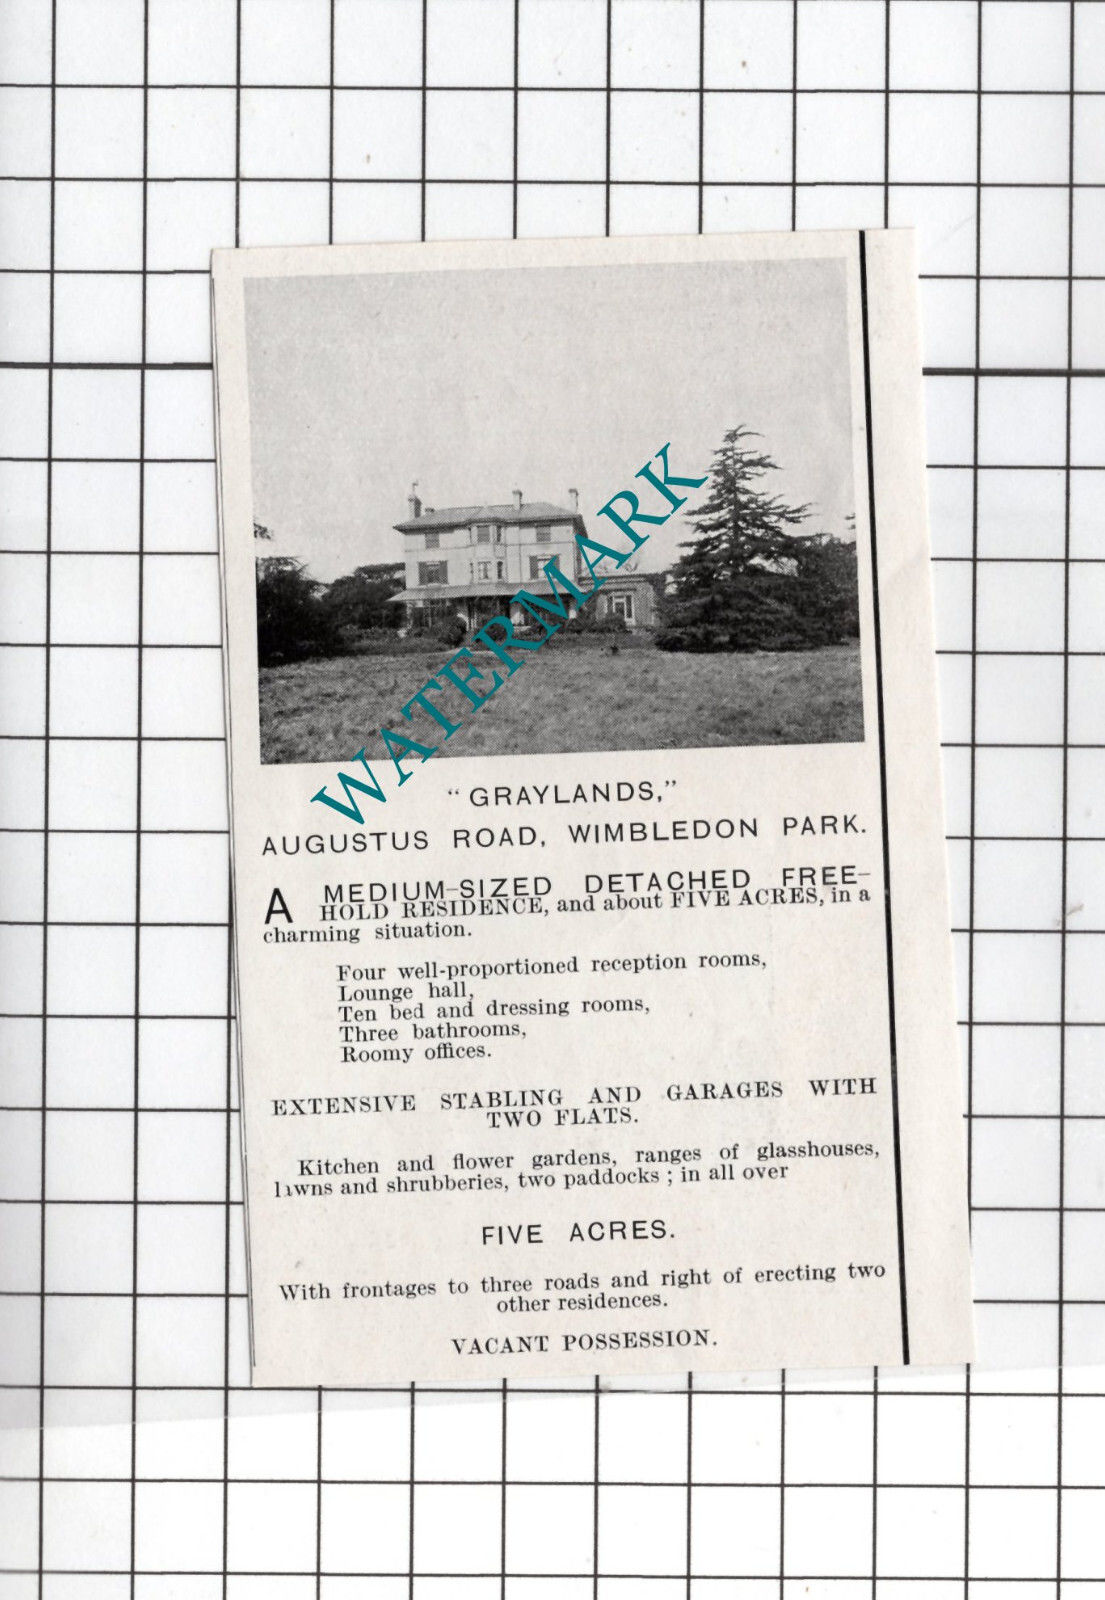 WATERMARK
“GRAYLANDS,”
AUGUSTUS ROAD, WIMBLEDON PARK.
A MEDIUM-SIZED DETACHED FREE-
HOLD RESIDENCE, and about FIVE ACRES, in a
charming situation.
Four well-proportioned reception rooms,
Lounge hall,
Ten bed and dressing rooms,
Three bathrooms,
Roomy offices.
EXTENSIVE STABLING AND GARAGES WITH
TWO FLATS.
Kitchen and flower gardens, ranges of glasshouses,
lawns and shrubberies, two paddocks ; in all over
FIVE ACRES.
With frontages to three roads and right of erecting two
other residences.
VACANT POSSESSION.